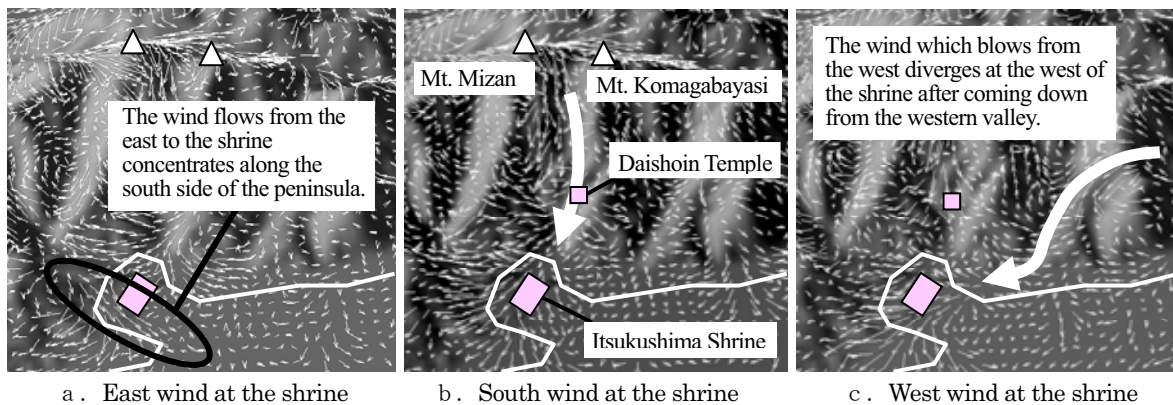 The wind flows from the
east to the shrine
concentrates along the
south side of the peninsula.
a. East wind at the shrine
Mt. Mizan
Mt. Komagabayasi
Daishoin Temple
Itsukushima Shrine
b. South wind at the shrine
The wind which blows from
the west diverges at the west of
the shrine after coming down
from the western valley.
c. West wind at the shrine